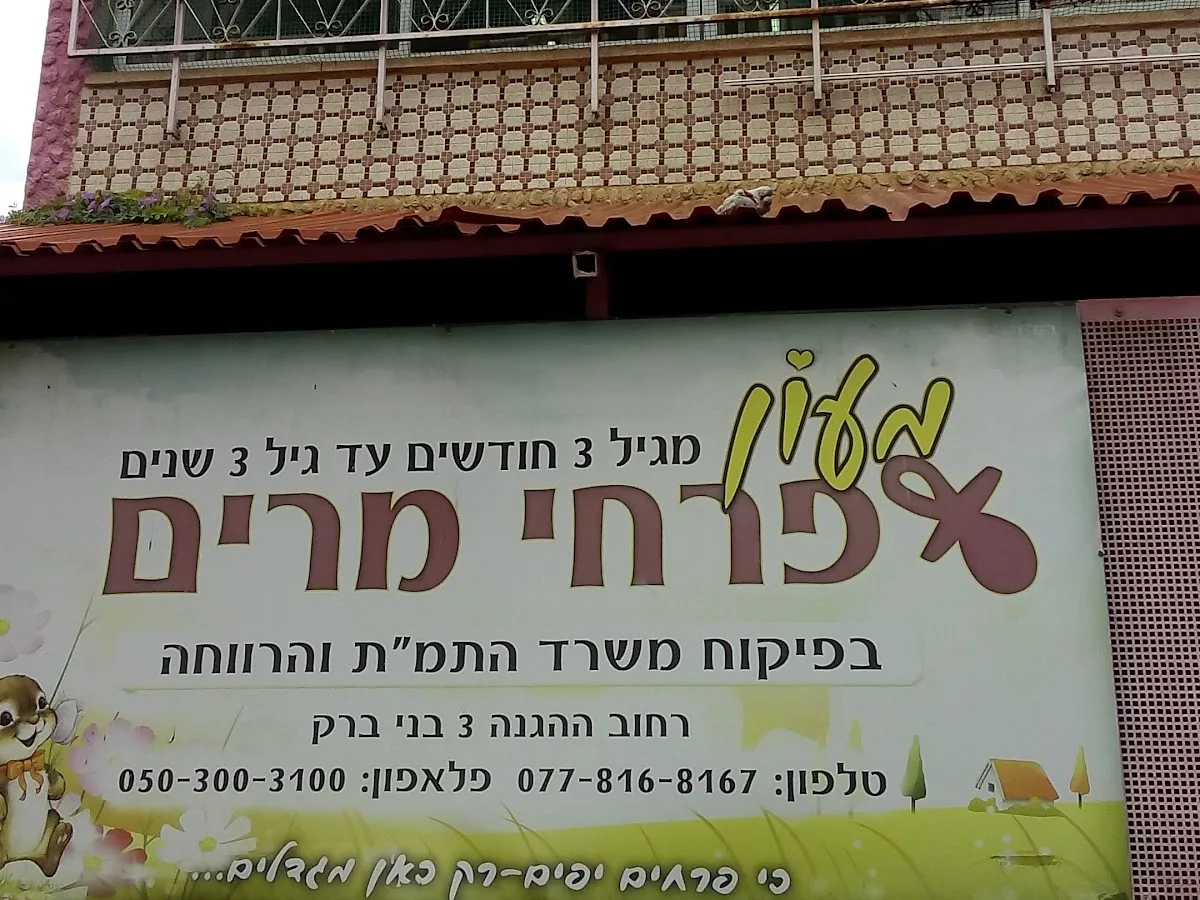 מעון
מגיל 3 חודשים עד גיל 3 שנים
פרחי מרים
בפיקוח משרד התמ"ת והרווחה
רחוב ההגנה 3 בני ברק
טלפון: 077-816-8167 פלאפון: 050-300-3100
כי פרחים יפים-רק כאן מגדלים...